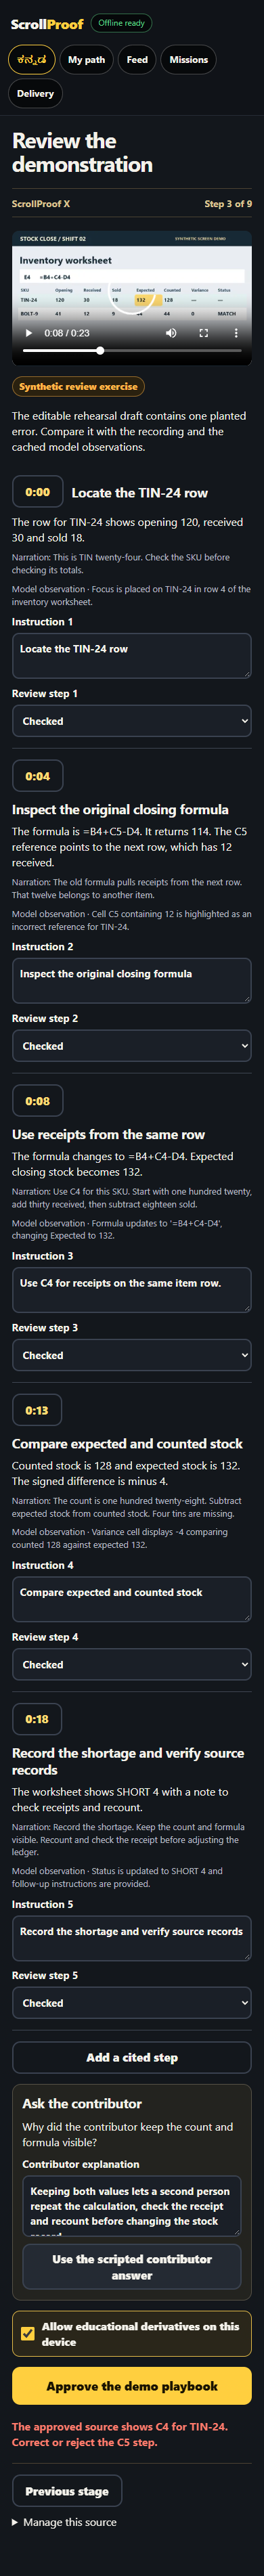 ScrollProof
Offline ready
ಕನ್ನಡ
My path
Feed
Missions
Delivery
Review the
demonstration
ScrollProof X
Step 3 of 9
STOCK CLOSE / SHIFT 02
SYNTHETIC SCREEN DEMO
Inventory worksheet
E4 =B4+C4-D4
SKU Opening Received Sold Expected Counted Variance Status
TIN-24 120 30 18 132 128 — —
BOLT-9 41 12 9 44 44 0 MATCH
0:08 / 0:23
Synthetic review exercise
The editable rehearsal draft contains one planted
error. Compare it with the recording and the
cached model observations.
0:00
Locate the TIN-24 row
The row for TIN-24 shows opening 120, received
30 and sold 18.
Narration: This is TIN twenty-four. Check the SKU before
checking its totals.
Model observation · Focus is placed on TIN-24 in row 4 of the
inventory worksheet.
Instruction 1
Locate the TIN-24 row
Review step 1
Checked
0:04
Inspect the original closing formula
The formula is =B4+C5-D4. It returns 114. The C5
reference points to the next row, which has 12
received.
Narration: The old formula pulls receipts from the next row.
That twelve belongs to another item.
Model observation · Cell C5 containing 12 is highlighted as an
incorrect reference for TIN-24.
Instruction 2
Inspect the original closing formula
Review step 2
Checked
0:08
Use receipts from the same row
The formula changes to =B4+C4-D4. Expected
closing stock becomes 132.
Narration: Use C4 for this SKU. Start with one hundred twenty,
add thirty received, then subtract eighteen sold.
Model observation · Formula updates to '=B4+C4-D4',
changing Expected to 132.
Instruction 3
Use C4 for receipts on the same item row.
Review step 3
Checked
0:13
Compare expected and counted stock
Counted stock is 128 and expected stock is 132.
The signed difference is minus 4.
Narration: The count is one hundred twenty-eight. Subtract
expected stock from counted stock. Four tins are missing.
Model observation · Variance cell displays -4 comparing
counted 128 against expected 132.
Instruction 4
Compare expected and counted stock
Review step 4
Checked
0:18
Record the shortage and verify source
records
The worksheet shows SHORT 4 with a note to
check receipts and recount.
Narration: Record the shortage. Keep the count and formula
visible. Recount and check the receipt before adjusting the
ledger.
Model observation · Status is updated to SHORT 4 and
follow-up instructions are provided.
Instruction 5
Record the shortage and verify source records
Review step 5
Checked
Add a cited step
Ask the contributor
Why did the contributor keep the count and
formula visible?
Contributor explanation
Keeping both values lets a second person
repeat the calculation, check the receipt
and recount before changing the stock
Use the scripted contributor
answer
Allow educational derivatives on this
device
Approve the demo playbook
The approved source shows C4 for TIN-24.
Correct or reject the C5 step.
Previous stage
Manage this source